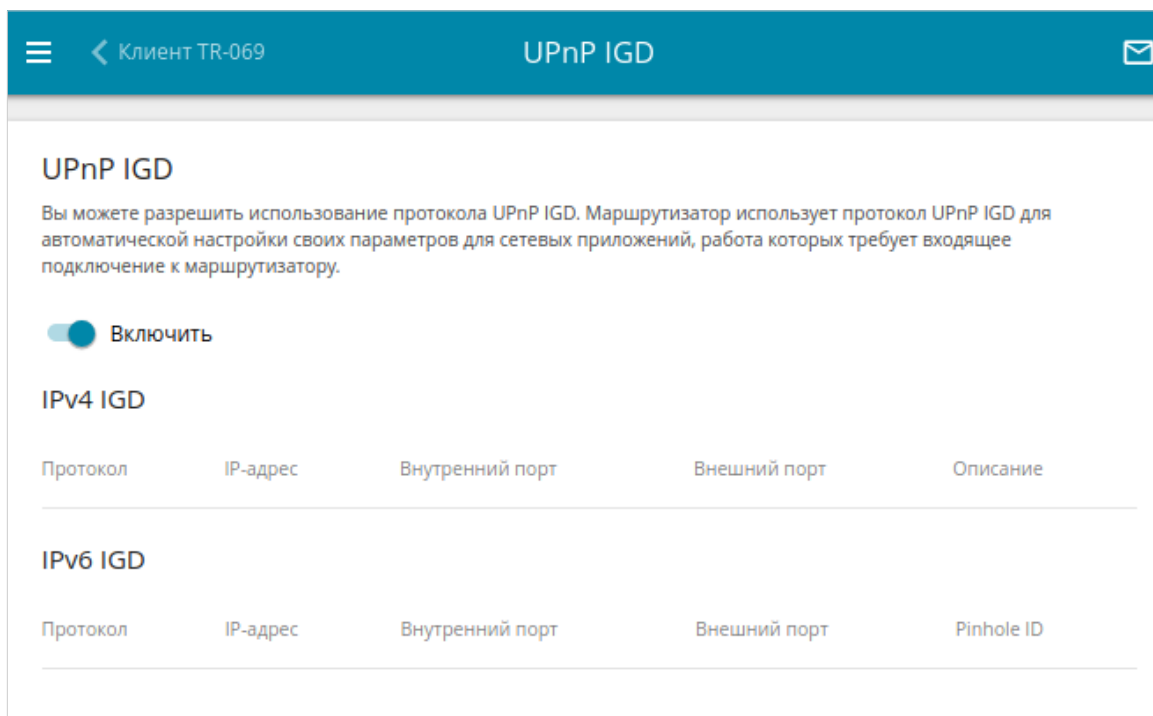 Клиент TR-069
UPnP IGD
UPnP IGD
Вы можете разрешить использование протокола UPnP IGD. Маршрутизатор использует протокол UPnP IGD для
автоматической настройки своих параметров для сетевых приложений, работа которых требует входящее
подключение к маршрутизатору.
Включить
IPv4 IGD
Протокол IP-адрес Внутренний порт Внешний порт Описание
IPv6 IGD
Протокол IP-адрес Внутренний порт Внешний порт Pinhole ID